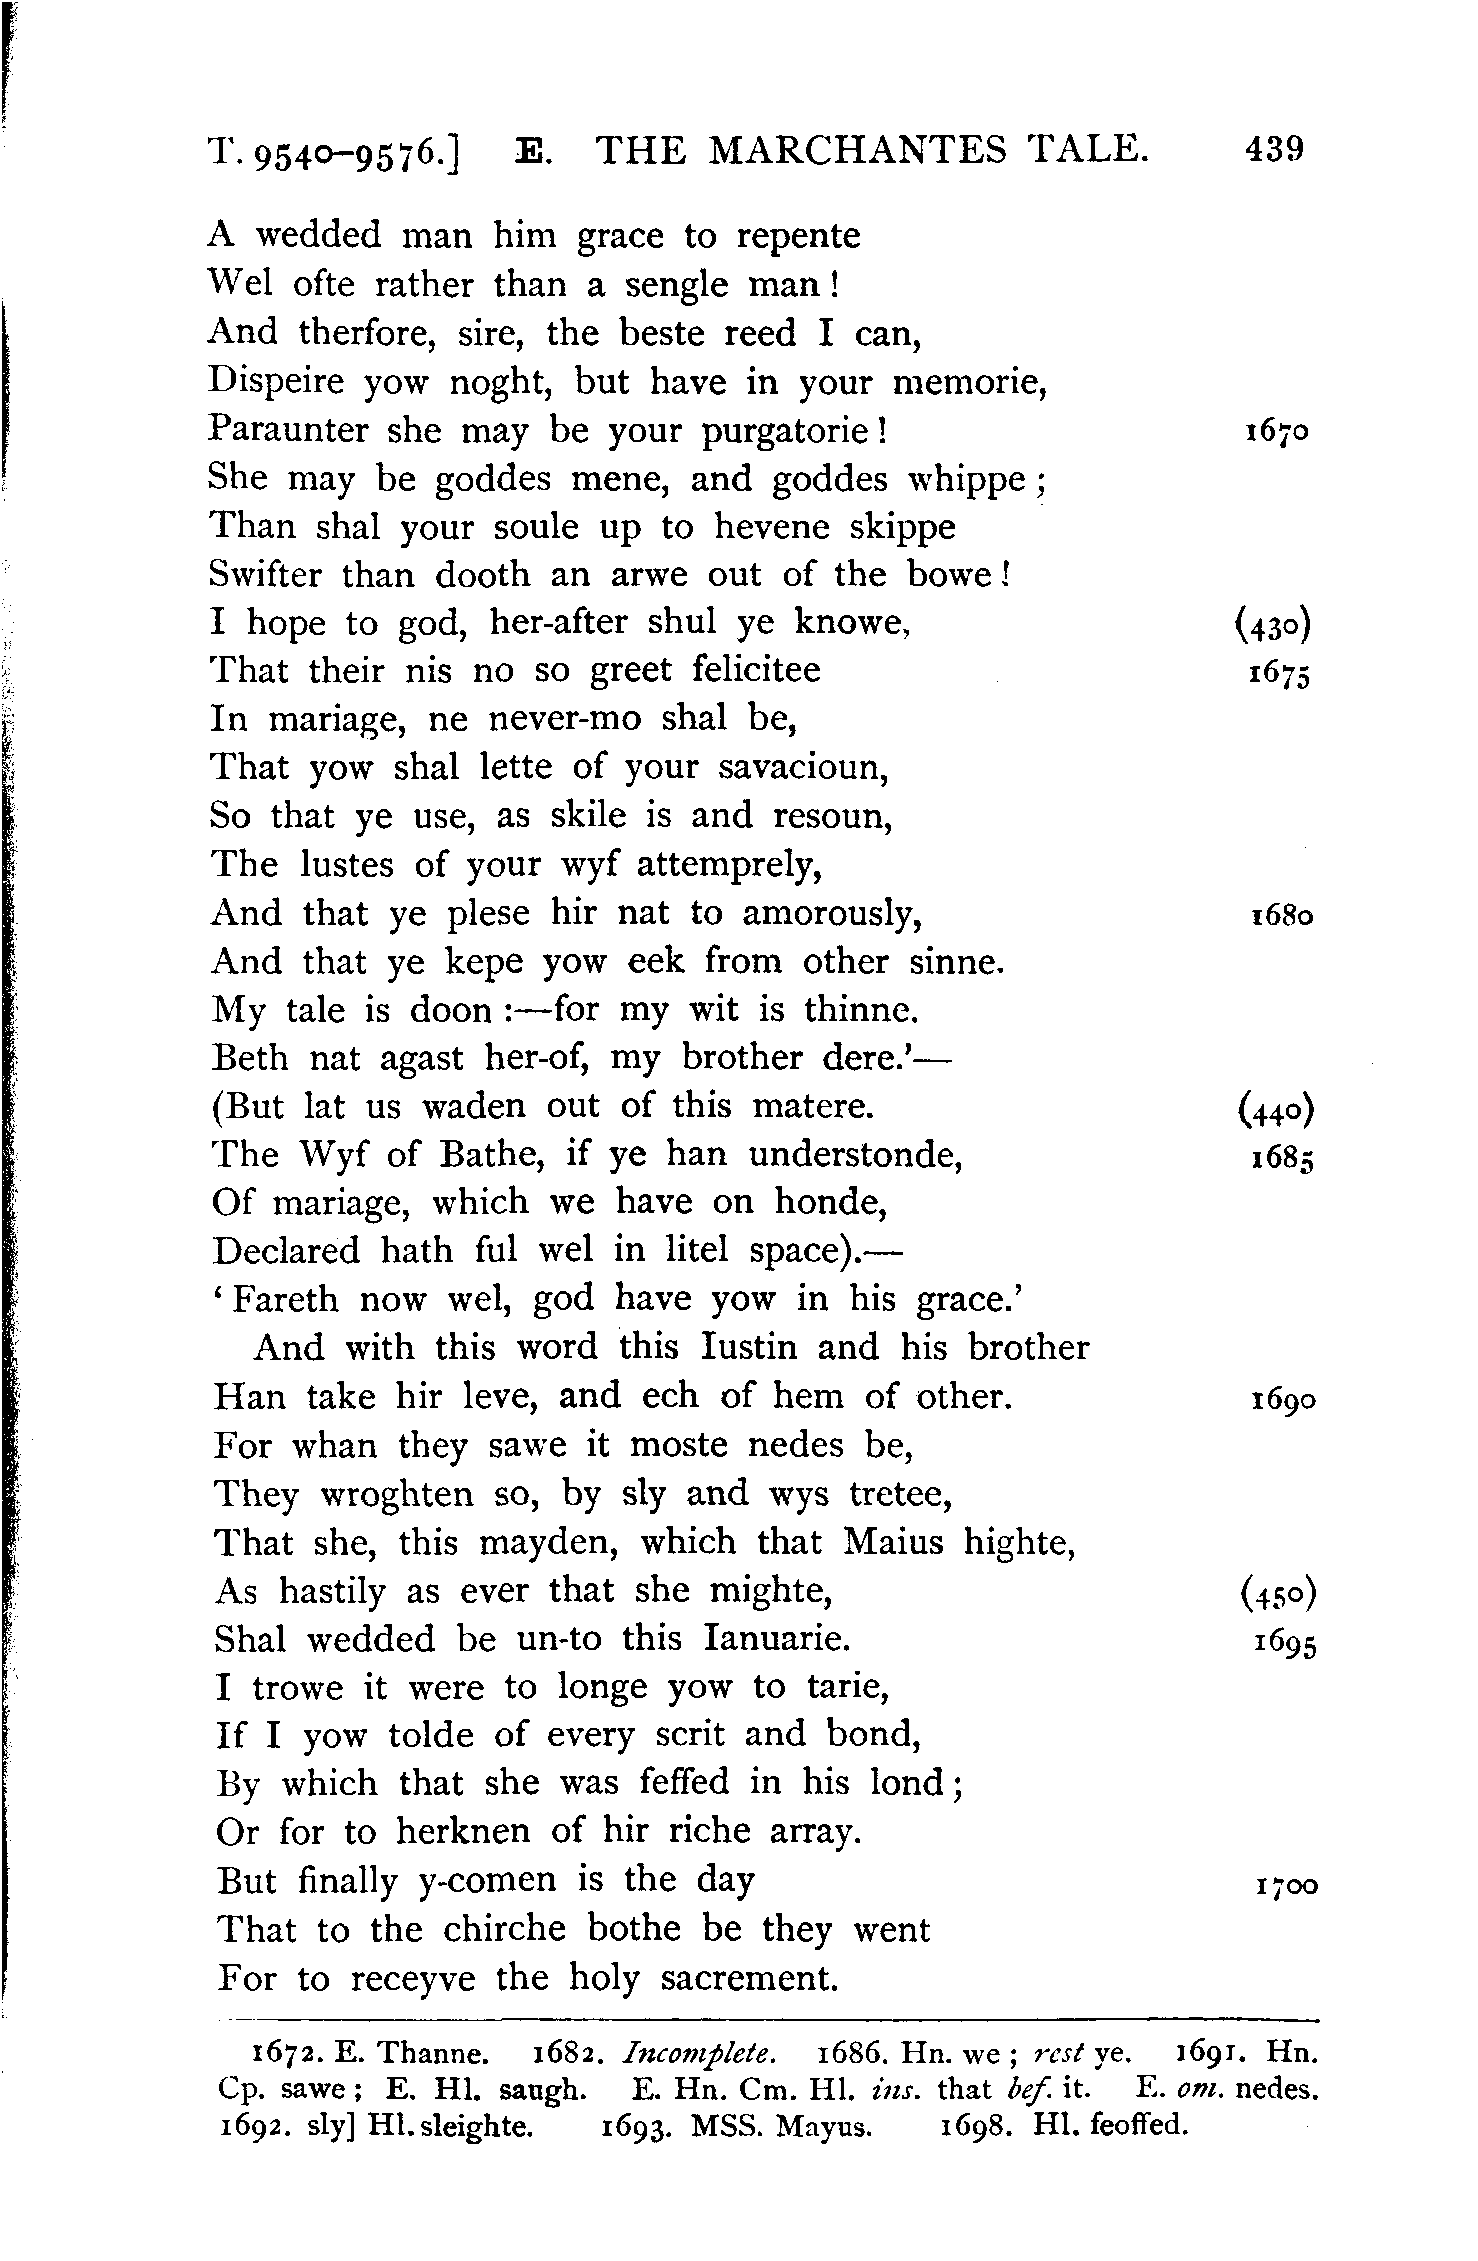 T. 9540–9576.] E. THE MARCHANTES TALE. 439
A wedded man him grace to repente
Wel ofte rather than a sengle man !
And therfore, sire, the beste reed I can,
Dispeire yow noght, but have in your memorie,
Paraunter she may be your purgatorie ! 1670
She may be goddes mene, and goddes whippe ;
Than shal your soule up to hevene skippe
Swifter than dooth an arwe out of the bowe !
I hope to god, her-after shul ye knowe, (430)
That their nis no so greet felicitee 1675
In mariage, ne never-mo shal be,
That yow shal lette of your savacioun,
So that ye use, as skile is and resoun,
The lustes of your wyf attemprely,
And that ye plese hir nat to amorously, 1680
And that ye kepe yow eek from other sinne.
My tale is doon :—for my wit is thinne.
Beth nat agast her-of, my brother dere.’—
(But lat us waden out of this matere. (440)
The Wyf of Bathe, if ye han understonde, 1685
Of mariage, which we have on honde,
Declared hath ful wel in litel space).—
‘ Fareth now wel, god have yow in his grace.’
And with this word this Iustin and his brother
Han take hir leve, and ech of hem of other. 1690
For whan they sawe it moste nedes be,
They wroghten so, by sly and wys tretee,
That she, this mayden, which that Maius highte,
As hastily as ever that she mighte, (450)
Shal wedded be un-to this Ianuarie. 1695
I trowe it were to longe yow to tarie,
If I yow tolde of every scrit and bond,
By which that she was feffed in his lond ;
Or for to herknen of hir riche array.
But finally y-comen is the day 1700
That to the chirche bothe be they went
For to receyve the holy sacrement.
1672. E. Thanne. 1682. Incomplete. 1686. Hn. we ; rest ye. 1691. Hn.
Cp. sawe ; E. Hl. saugh. E. Hn. Cm. Hl. ins. that bef. it. E. om. nedes.
1692. sly] Hl. sleighte. 1693. MSS. Mayus. 1698. Hl. feoffed.